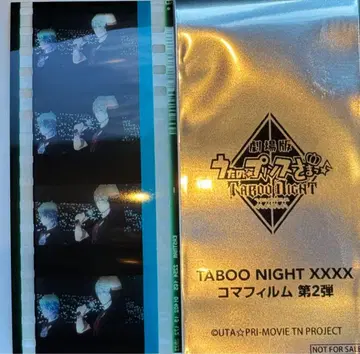 劇場版
うたの☆プリンスさまっ♪
TABOO NIGHT
XXXX
TABOO NIGHT XXXX
コマフィルム 第2弾
©UTA☆PRI-MOVIE TN PROJECT
NOT FOR SALE